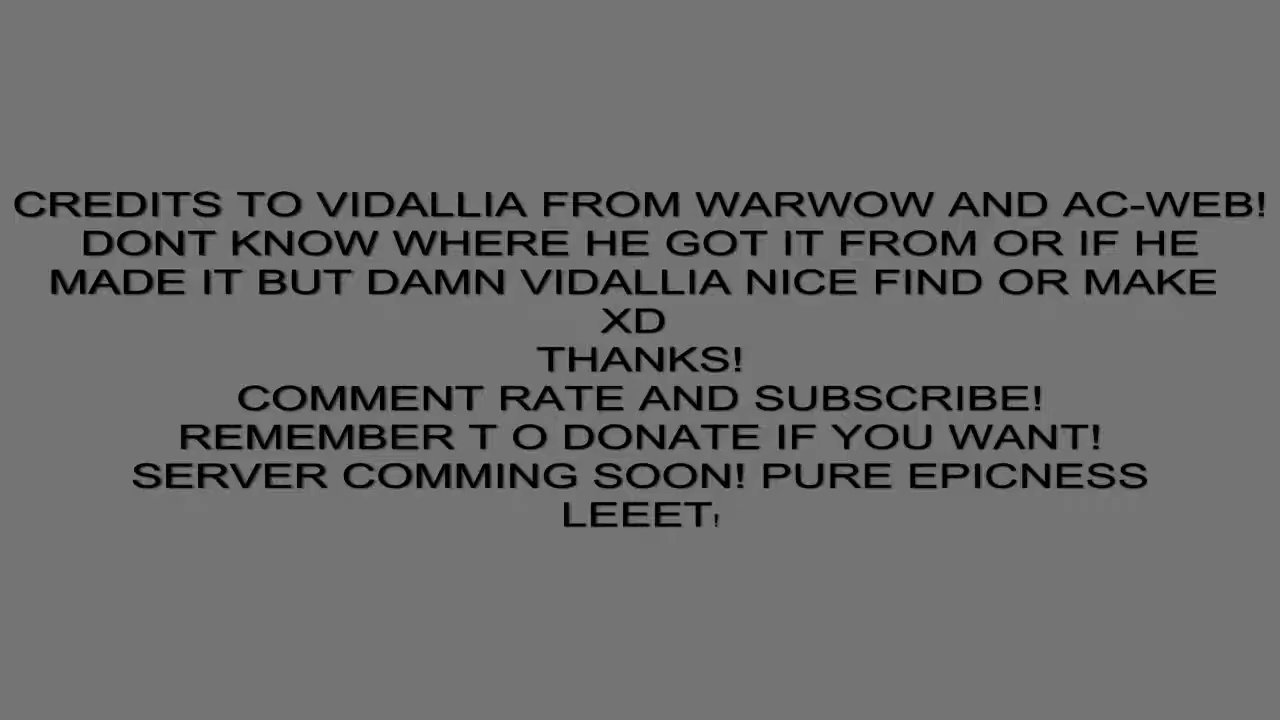 CREDITS TO VIDALLIA FROM WARWOW AND AC-WEB!
DONT KNOW WHERE HE GOT IT FROM OR IF HE
MADE IT BUT DAMN VIDALLIA NICE FIND OR MAKE
XD
THANKS!
COMMENT RATE AND SUBSCRIBE!
REMEMBER T O DONATE IF YOU WANT!
SERVER COMMING SOON! PURE EPICNESS
LEEET!